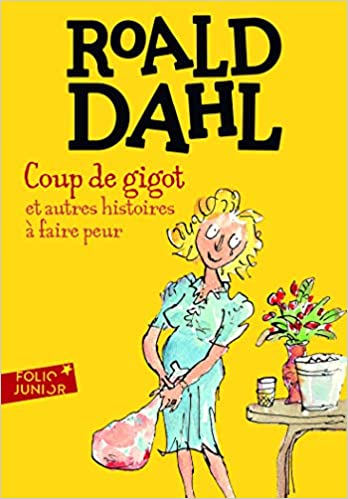 ROALD
DAHL
Coup de gigot
et autres histoires
à faire peur
FOLIO
JUNIOR